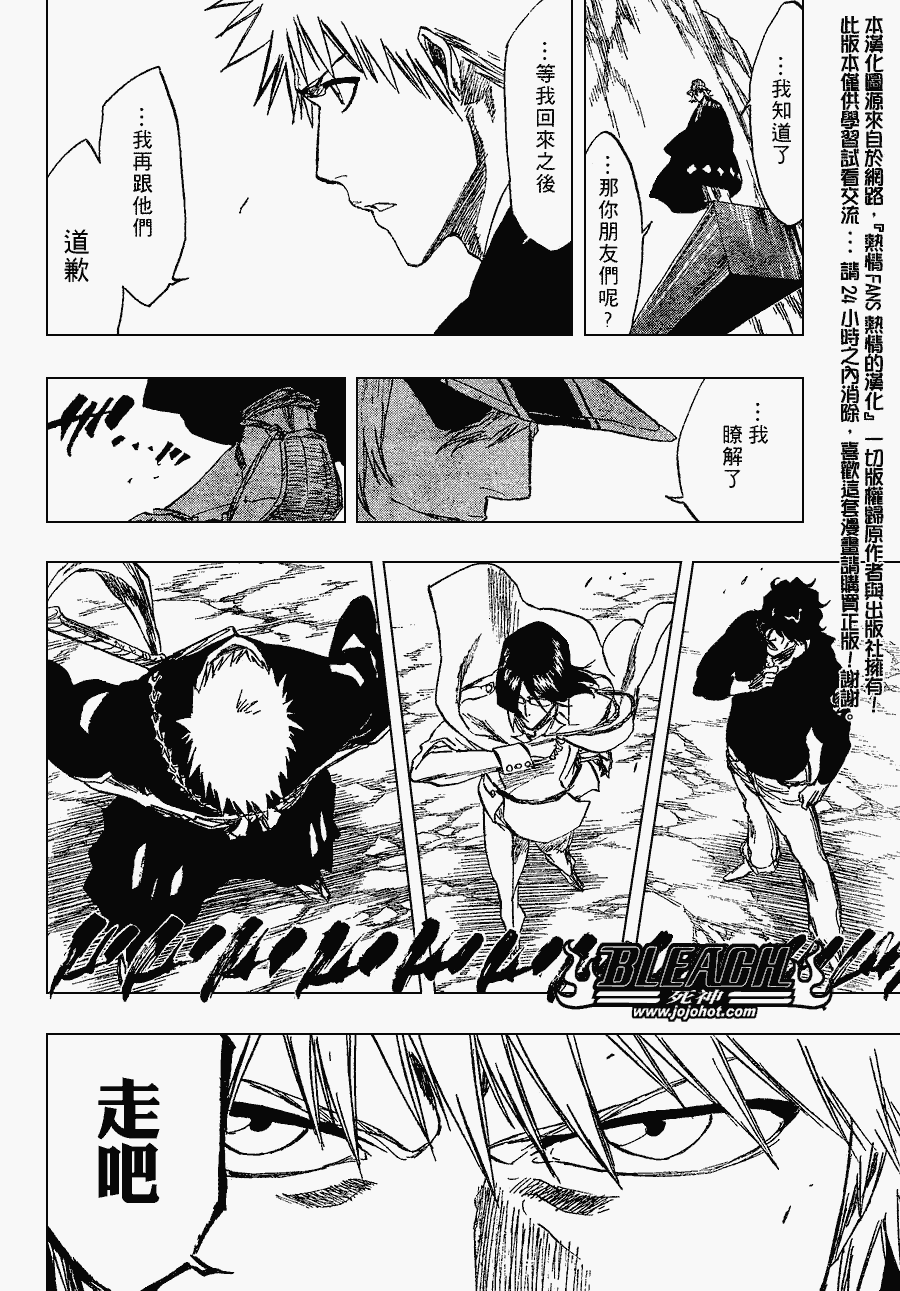 本漢化圖源來自於網路，『熱情FANS熱情的漢化』一切版權歸原作者與出版社擁有！
此版本僅供學習試看交流…請24小時之內消除，喜歡這套漫畫請購買正版！謝謝。
…我知道了
…那你朋友們呢？
…等我回來之後
…我再跟他們
道歉
…我
瞭解了
BLEACH
死神
www.jojohot.com
走吧